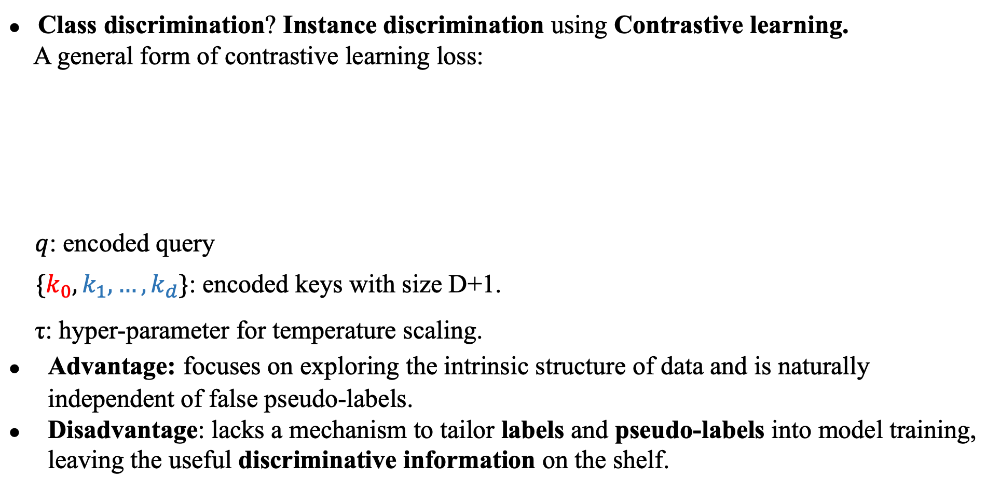 • Class discrimination? Instance discrimination using Contrastive learning.
A general form of contrastive learning loss:
q: encoded query
{k₀, k₁, … , k_d}: encoded keys with size D+1.
τ: hyper-parameter for temperature scaling.
• Advantage: focuses on exploring the intrinsic structure of data and is naturally
independent of false pseudo-labels.
• Disadvantage: lacks a mechanism to tailor labels and pseudo-labels into model training,
leaving the useful discriminative information on the shelf.